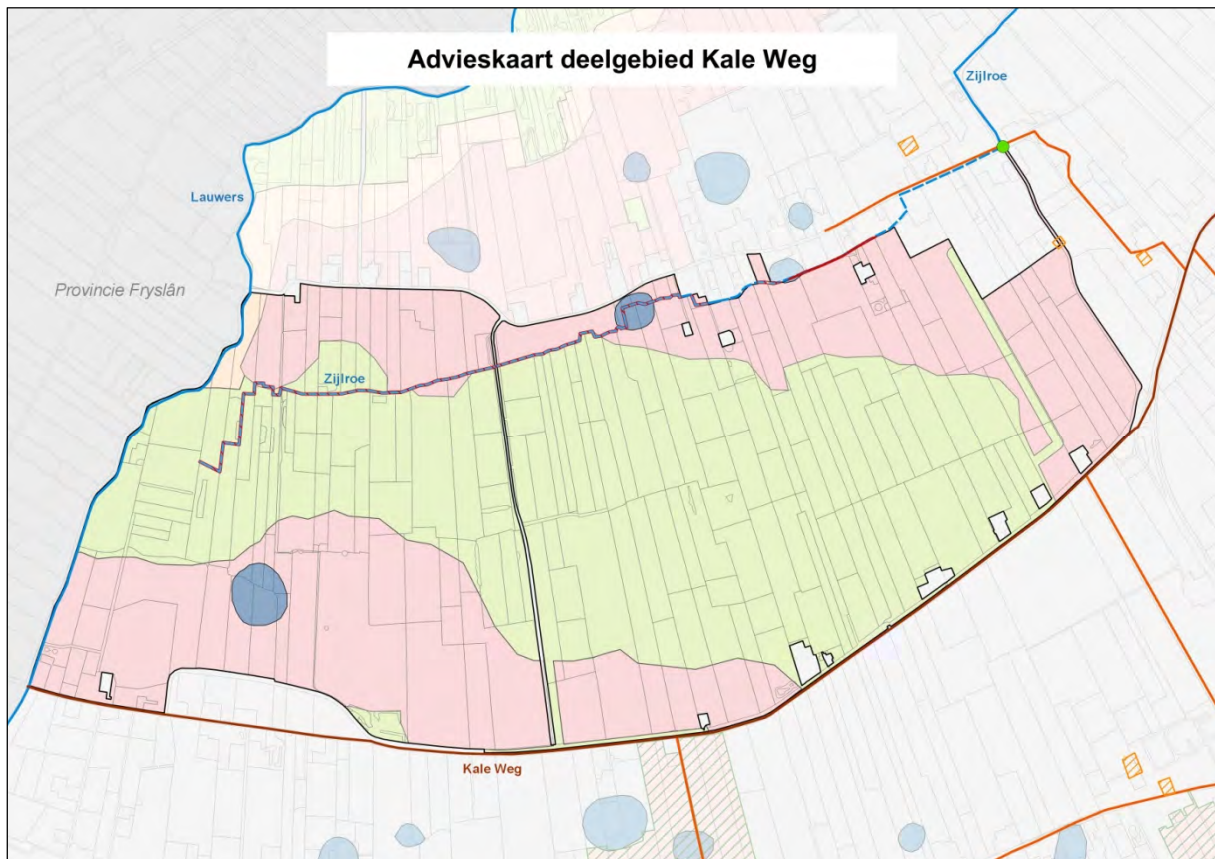 Advieskaart deelgebied Kale Weg
Zijlroe
Lauwers
Provincie Fryslân
Zijlroe
Kale Weg